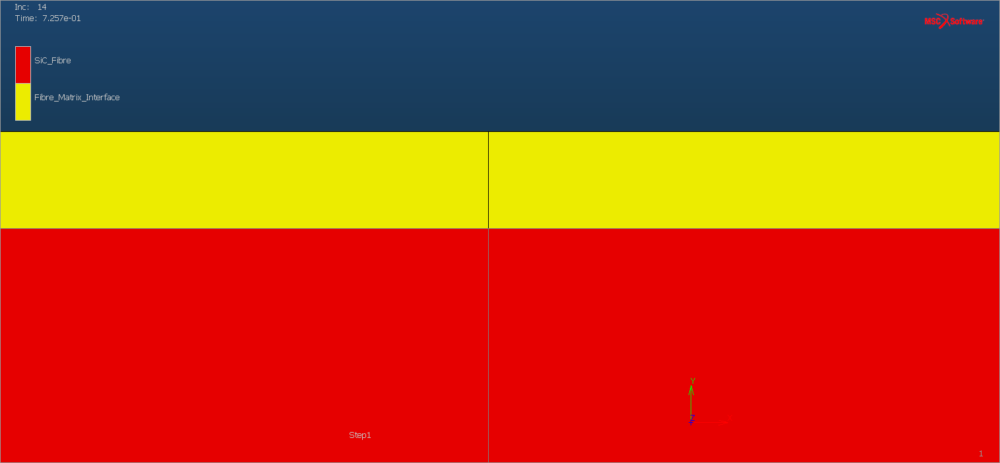 Inc: 14
Time: 7.257e-01
MSC Software
SiC_Fibre
Fibre_Matrix_Interface
Y
Z
X
Step1
1